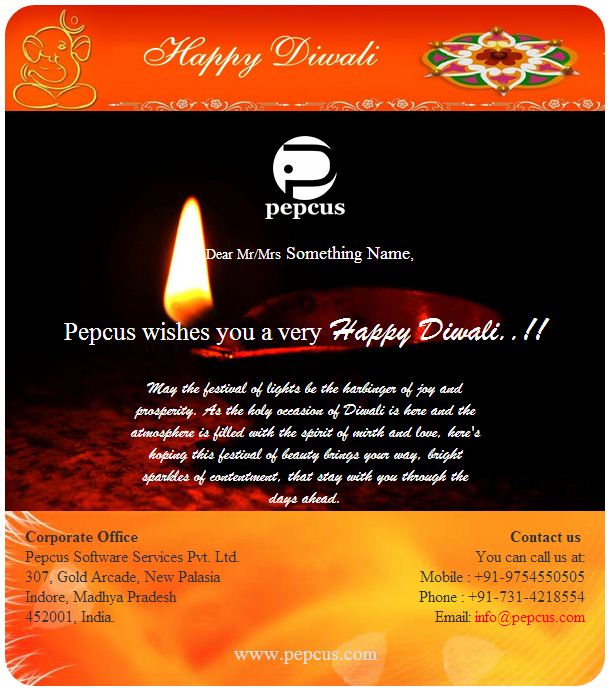 Happy Diwali
pepcus
Dear Mr/Mrs Something Name,
Pepcus wishes you a very Happy Diwali..!!
May the festival of lights be the harbinger of joy and
prosperity. As the holy occasion of Diwali is here and the
atmosphere is filled with the spirit of mirth and love, here's
hoping this festival of beauty brings your way, bright
sparkles of contentment, that stay with you through the
days ahead.
Corporate Office
Pepcus Software Services Pvt. Ltd.
307, Gold Arcade, New Palasia
Indore, Madhya Pradesh
452001, India.
Contact us
You can call us at:
Mobile : +91-9754550505
Phone : +91-731-4218554
Email: info@pepcus.com
www.pepcus.com